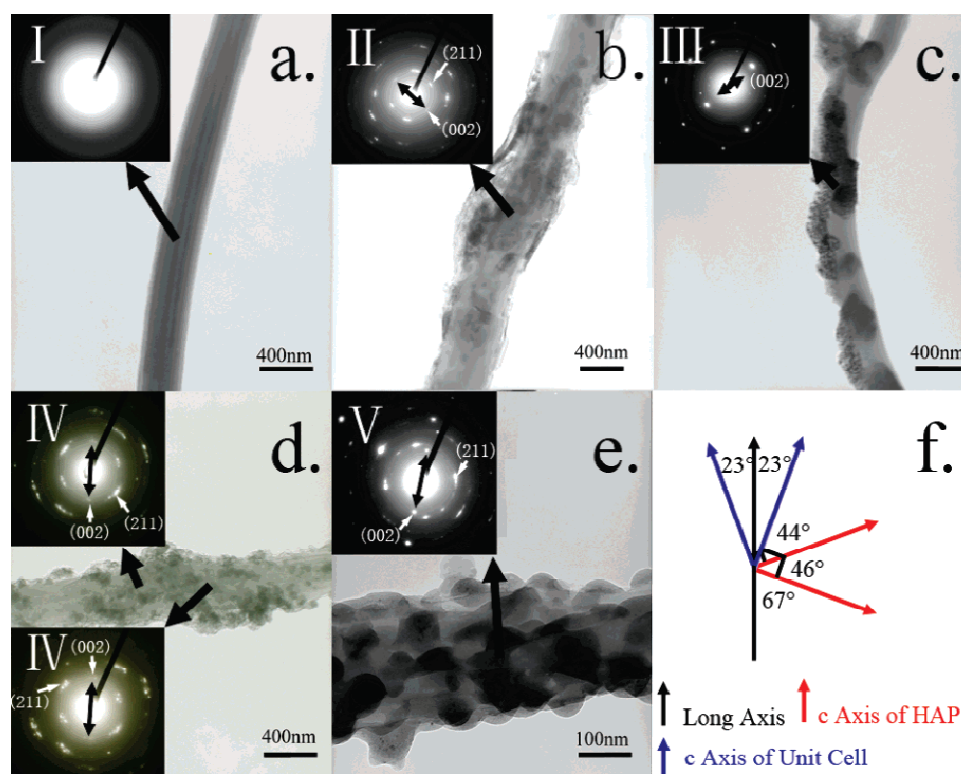 I
a.
400nm
II
b.
(211)
(002)
400nm
III
c.
(002)
400nm
IV
d.
(002)
(211)
IV
(002)
(211)
400nm
V
e.
(211)
(002)
100nm
f.
23° 23°
44°
46°
67°
Long Axis
c Axis of HAP
c Axis of Unit Cell